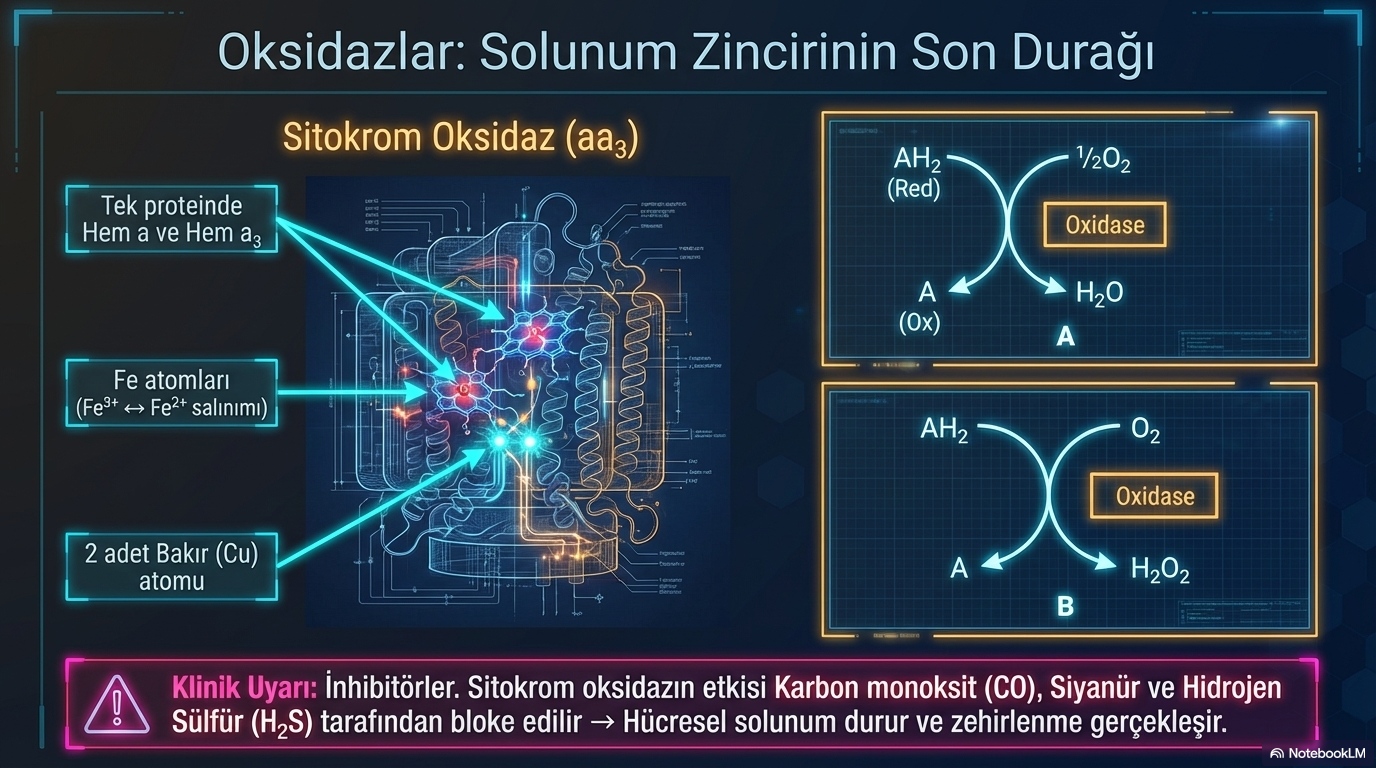 Oksidazlar: Solunum Zincirinin Son Durağı
Sitokrom Oksidaz (aa₃)
Tek proteinde
Hem a ve Hem a₃
Fe atomları
(Fe³⁺ ↔ Fe²⁺ salınımı)
2 adet Bakır (Cu)
atomu
AH₂
(Red)
½O₂
Oxidase
A
(Ox)
H₂O
A
AH₂
O₂
Oxidase
A
H₂O₂
B
Klinik Uyarı: İnhibitörler. Sitokrom oksidazın etkisi Karbon monoksit (CO), Siyanür ve Hidrojen
Sülfür (H₂S) tarafından bloke edilir → Hücresel solunum durur ve zehirlenme gerçekleşir.
NotebookLM